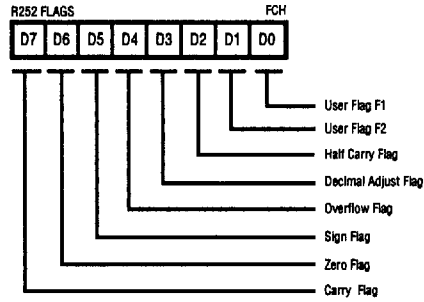 R252 FLAGS FCH
D7 D6 D5 D4 D3 D2 D1 D0
User Flag F1
User Flag F2
Half Carry Flag
Decimal Adjust Flag
Overflow Flag
Sign Flag
Zero Flag
Carry Flag